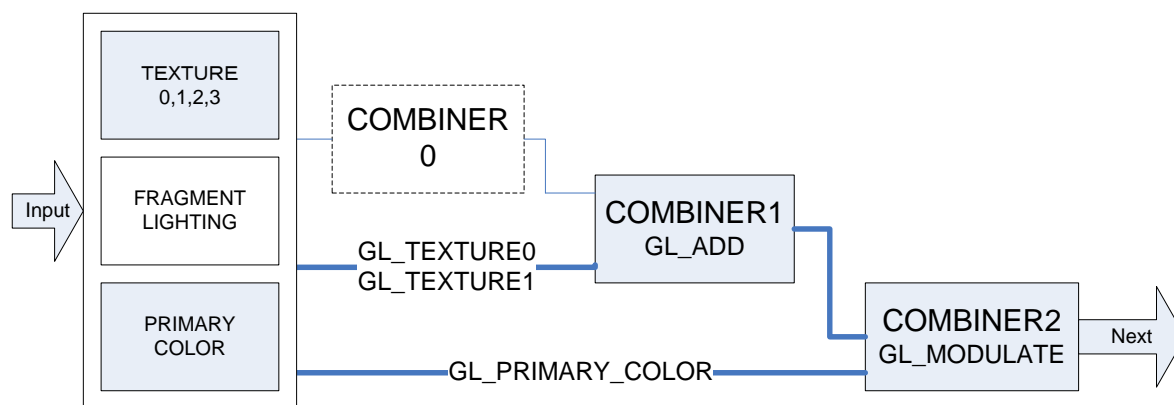 Input
TEXTURE
0,1,2,3
FRAGMENT
LIGHTING
PRIMARY
COLOR
COMBINER
0
GL_TEXTURE0
GL_TEXTURE1
COMBINER1
GL_ADD
GL_PRIMARY_COLOR
COMBINER2
GL_MODULATE
Next